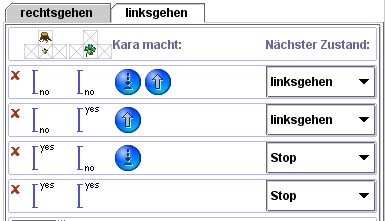 rechtsgehen linksgehen
Kara macht: Nächster Zustand:
no no linksgehen
no yes linksgehen
yes no Stop
yes yes Stop